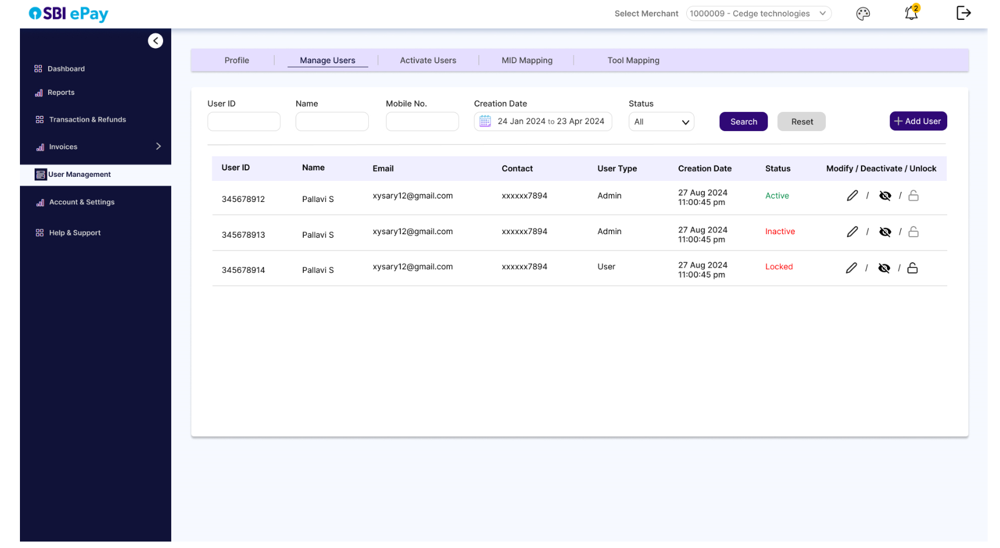 SBI ePay
Select Merchant 1000009 - Cedge technologies
2
Dashboard
Reports
Transaction & Refunds
Invoices
User Management
Account & Settings
Help & Support
Profile Manage Users Activate Users MID Mapping Tool Mapping
User ID Name Mobile No. Creation Date Status
24 Jan 2024 to 23 Apr 2024 All Search Reset + Add User
User ID Name Email Contact User Type Creation Date Status Modify / Deactivate / Unlock
345678912 Pallavi S xysary12@gmail.com xxxxxx7894 Admin 27 Aug 2024 Active / /
11:00:45 pm
345678913 Pallavi S xysary12@gmail.com xxxxxx7894 Admin 27 Aug 2024 Inactive / /
11:00:45 pm
345678914 Pallavi S xysary12@gmail.com xxxxxx7894 User 27 Aug 2024 Locked / /
11:00:45 pm